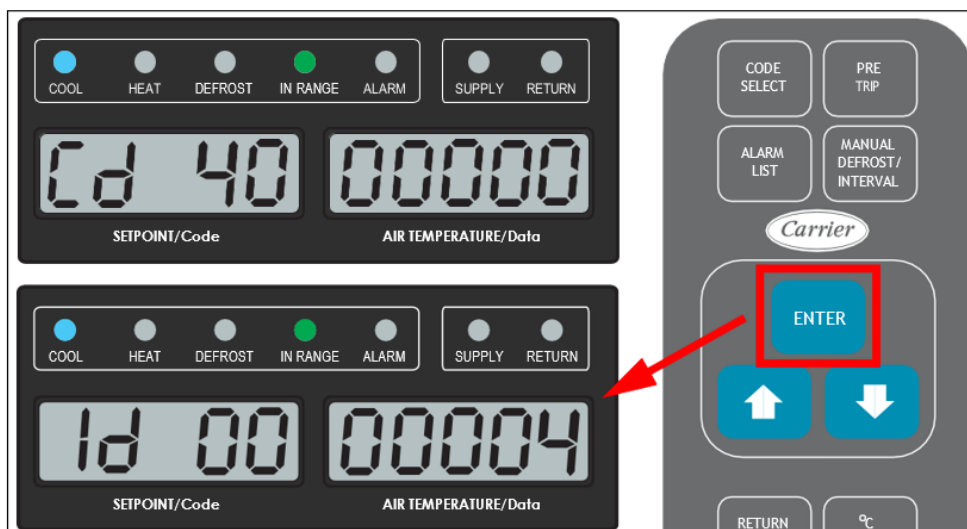 COOL HEAT DEFROST IN RANGE ALARM SUPPLY RETURN
Cd 40 00000
SETPOINT/Code AIR TEMPERATURE/Data
COOL HEAT DEFROST IN RANGE ALARM SUPPLY RETURN
Id 00 00004
SETPOINT/Code AIR TEMPERATURE/Data
CODE
SELECT
PRE
TRIP
ALARM
LIST
MANUAL
DEFROST/
INTERVAL
Carrier
ENTER
RETURN
°C